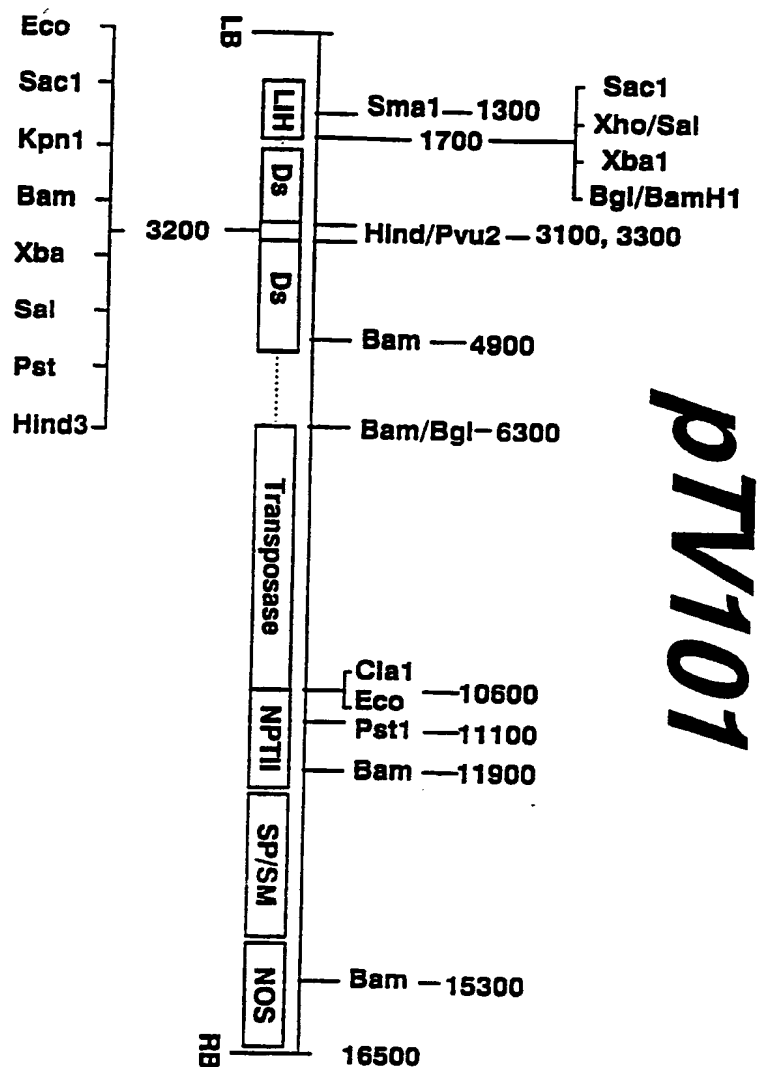 Eco
Sac1
Kpn1
Bam
Xba
Sal
Pst
Hind3
3200
LB
LIH
Ds
Ds
Transposase
NPTII
SP/SM
NOS
RB
Sma1 1300
1700
Sac1
Xho/Sal
Xba1
Bgl/BamH1
Hind/Pvu2 3100, 3300
Bam 4900
Bam/Bgl 6300
Cla1
Eco 10600
Pst1 11100
Bam 11900
Bam 15300
16500
pTV101